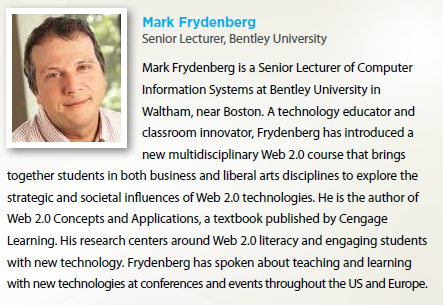 Mark Frydenberg
Senior Lecturer, Bentley University
Mark Frydenberg is a Senior Lecturer of Computer
Information Systems at Bentley University in
Waltham, near Boston. A technology educator and
classroom innovator, Frydenberg has introduced a
new multidisciplinary Web 2.0 course that brings
together students in both business and liberal arts disciplines to explore the
strategic and societal influences of Web 2.0 technologies. He is the author of
Web 2.0 Concepts and Applications, a textbook published by Cengage
Learning. His research centers around Web 2.0 literacy and engaging students
with new technology. Frydenberg has spoken about teaching and learning
with new technologies at conferences and events throughout the US and Europe.